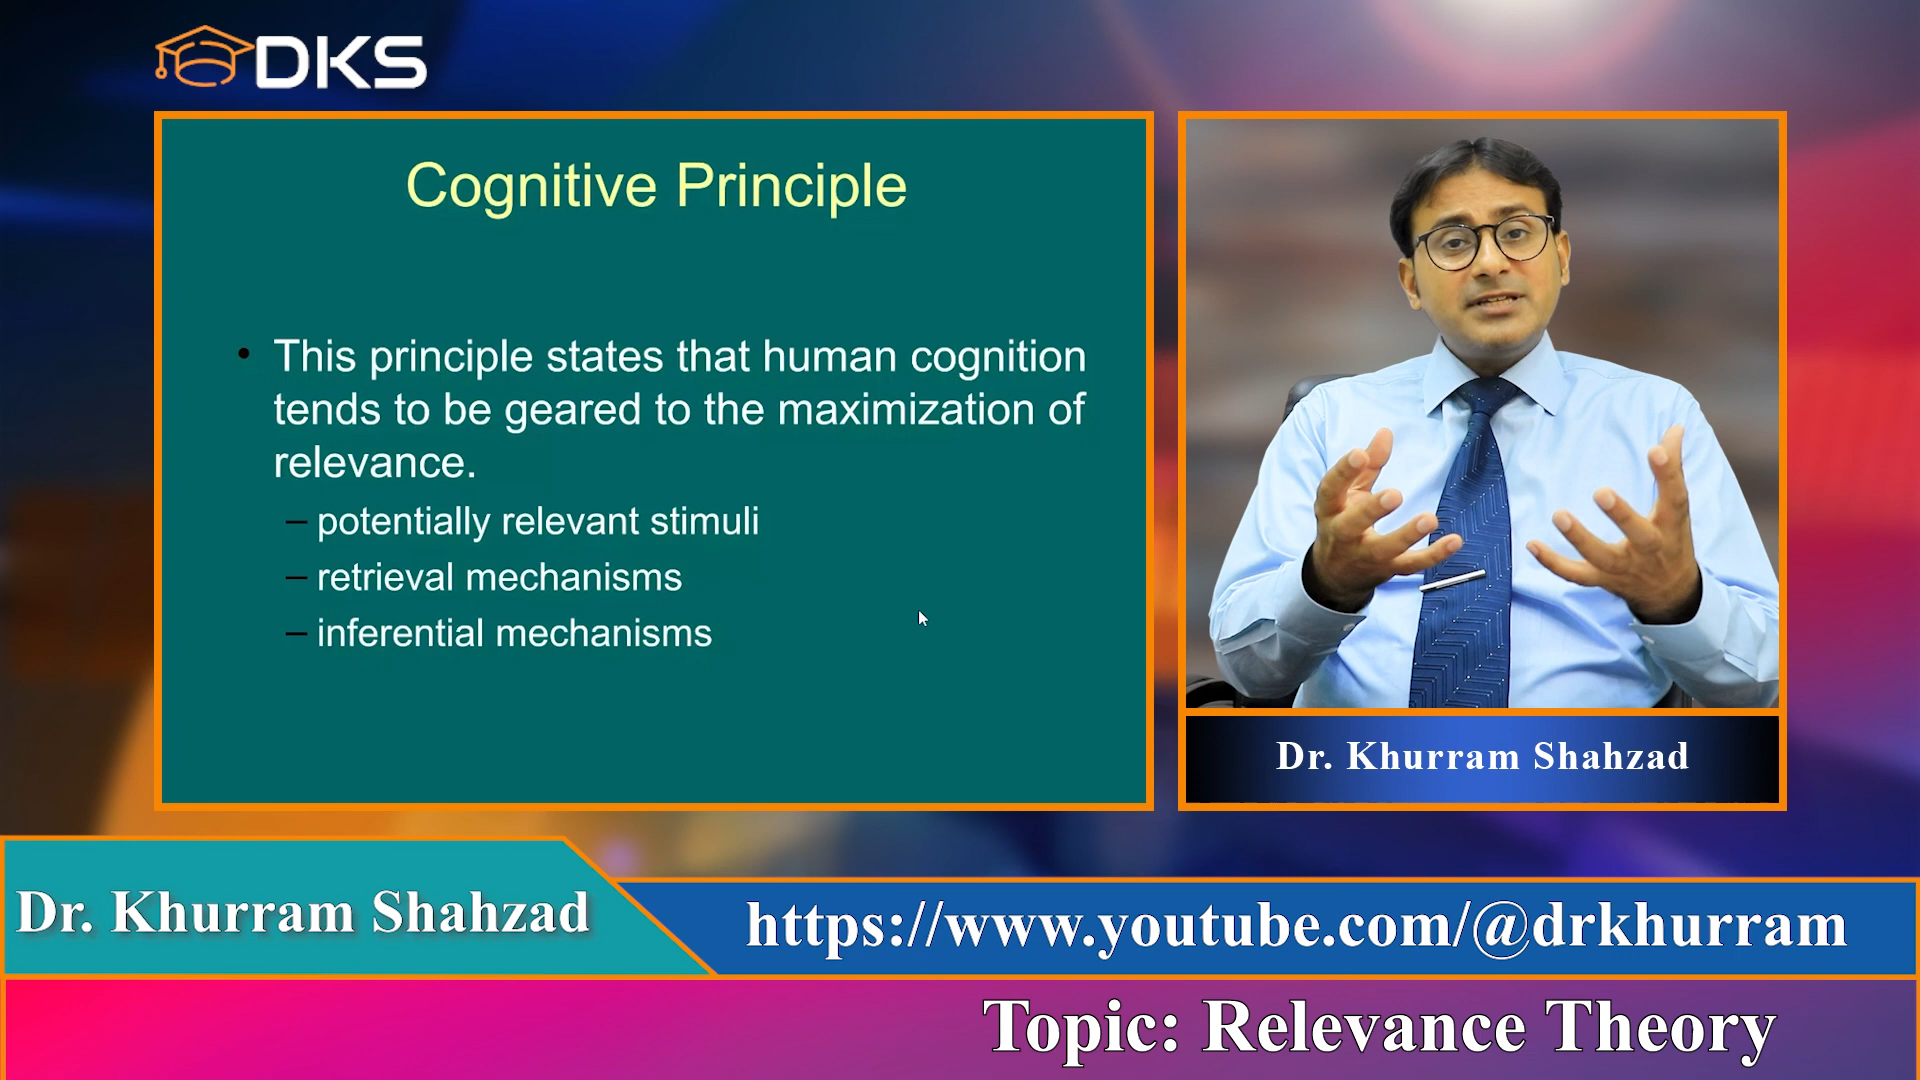 DKS
Cognitive Principle
• This principle states that human cognition
tends to be geared to the maximization of
relevance.
– potentially relevant stimuli
– retrieval mechanisms
– inferential mechanisms
Dr. Khurram Shahzad
Dr. Khurram Shahzad
https://www.youtube.com/@drkhurram
Topic: Relevance Theory